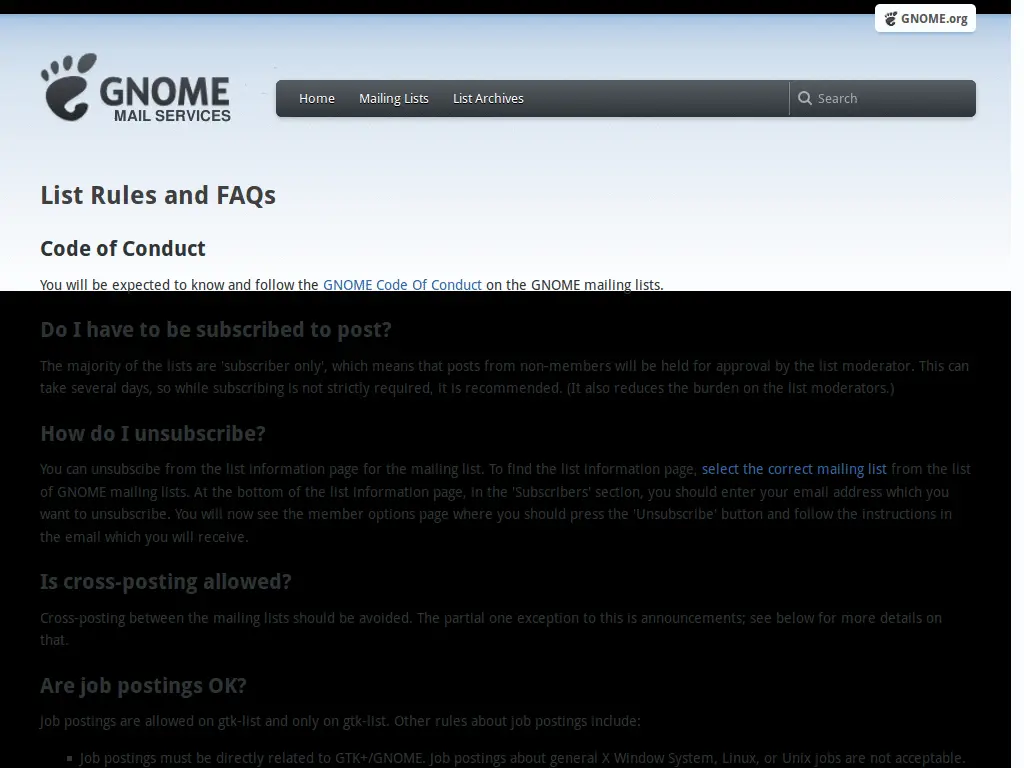 GNOME.org
GNOME
MAIL SERVICES
Home Mailing Lists List Archives Search
List Rules and FAQs
Code of Conduct
You will be expected to know and follow the GNOME Code Of Conduct on the GNOME mailing lists.
Do I have to be subscribed to post?
The majority of the lists are 'subscriber only', which means that posts from non-members will be held for approval by the list moderator. This can
take several days, so while subscribing is not strictly required, it is recommended. (It also reduces the burden on the list moderators.)
How do I unsubscribe?
You can unsubscibe from the list information page for the mailing list. To find the list information page, select the correct mailing list from the list
of GNOME mailing lists. At the bottom of the list information page, in the 'Subscribers' section, you should enter your email address which you
want to unsubscribe. You will now see the member options page where you should press the 'Unsubscribe' button and follow the instructions in
the email which you will receive.
Is cross-posting allowed?
Cross-posting between the mailing lists should be avoided. The partial one exception to this is announcements; see below for more details on
that.
Are job postings OK?
Job postings are allowed on gtk-list and only on gtk-list. Other rules about job postings include:
Job postings must be directly related to GTK+/GNOME. Job postings about general X Window System, Linux, or Unix jobs are not acceptable.